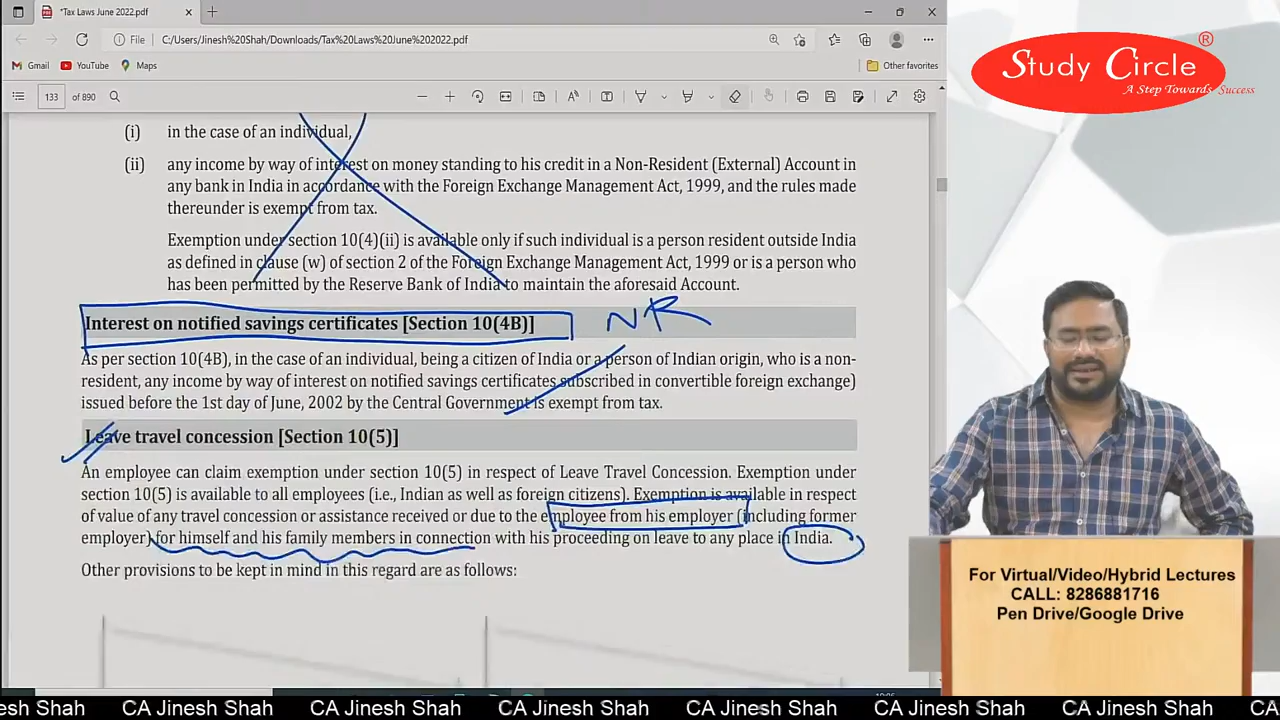 *Tax Laws June 2022.pdf
File C:/Users/Jinesh%20Shah/Downloads/Tax%20Laws%20June%202022.pdf
Gmail YouTube Maps Other favorites
133 of 890
Study Circle ®
A Step Towards Success
(i) in the case of an individual,
(ii) any income by way of interest on money standing to his credit in a Non-Resident (External) Account in
any bank in India in accordance with the Foreign Exchange Management Act, 1999, and the rules made
thereunder is exempt from tax.
Exemption under section 10(4)(ii) is available only if such individual is a person resident outside India
as defined in clause (w) of section 2 of the Foreign Exchange Management Act, 1999 or is a person who
has been permitted by the Reserve Bank of India to maintain the aforesaid Account.
Interest on notified savings certificates [Section 10(4B)] NR
As per section 10(4B), in the case of an individual, being a citizen of India or a person of Indian origin, who is a non-
resident, any income by way of interest on notified savings certificates subscribed in convertible foreign exchange)
issued before the 1st day of June, 2002 by the Central Government is exempt from tax.
Leave travel concession [Section 10(5)]
An employee can claim exemption under section 10(5) in respect of Leave Travel Concession. Exemption under
section 10(5) is available to all employees (i.e., Indian as well as foreign citizens). Exemption is available in respect
of value of any travel concession or assistance received or due to the employee from his employer (including former
employer) for himself and his family members in connection with his proceeding on leave to any place in India.
Other provisions to be kept in mind in this regard are as follows:
For Virtual/Video/Hybrid Lectures
CALL: 8286881716
Pen Drive/Google Drive
esh Shah CA Jinesh Shah CA Jinesh Shah CA Jinesh Shah CA Jinesh Shah CA Jinesh Shah CA Jinesh Shah CA